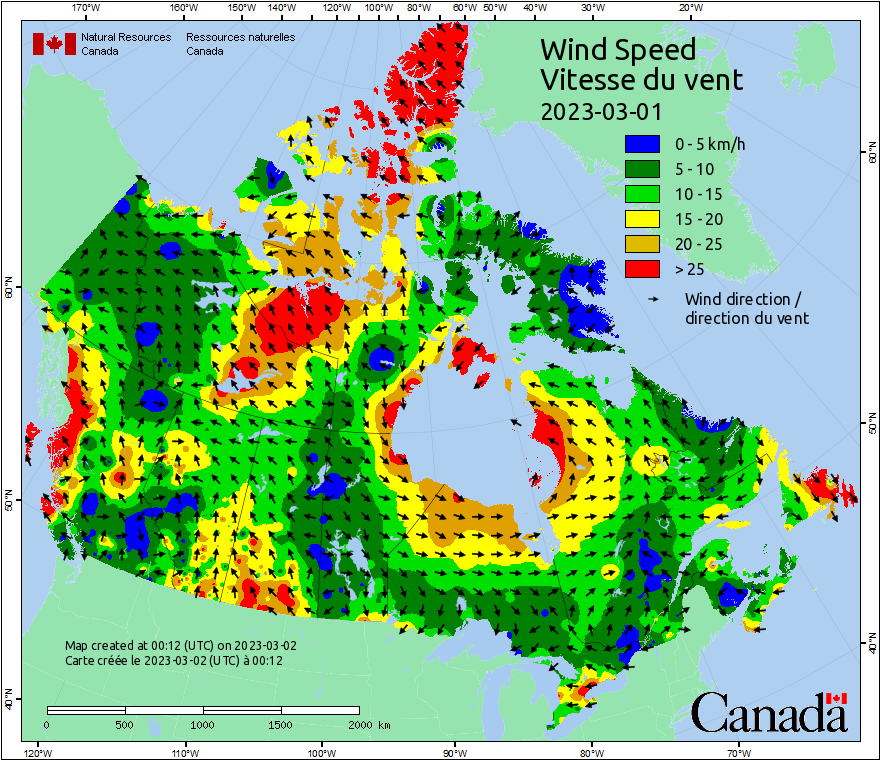 170°W 160°W 150°W 140°W 120°W 100°W 80°W 60°W 50°W 40°W 30°W 20°W
Natural Resources Ressources naturelles
Canada Canada
Wind Speed
Vitesse du vent
2023-03-01
0 - 5 km/h
5 - 10
10 - 15
15 - 20
20 - 25
> 25
Wind direction /
direction du vent
60°N
60°N
50°N
50°N
40°N
40°N
Map created at 00:12 (UTC) on 2023-03-02
Carte créée le 2023-03-02 (UTC) à 00:12
0 500 1000 1500 2000 km
Canada
120°W 110°W 100°W 90°W 80°W 70°W